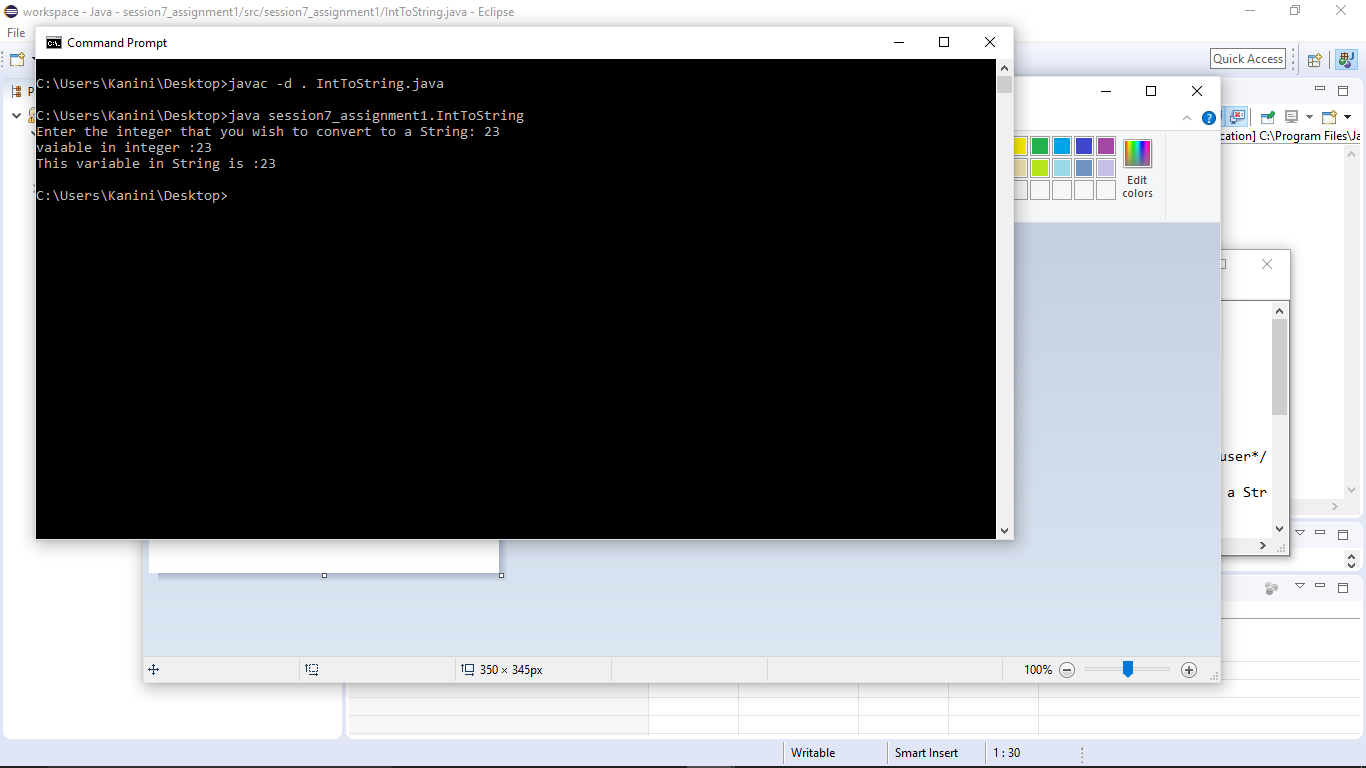 workspace - Java - session7_assignment1/src/session7_assignment1/IntToString.java - Eclipse
File
Command Prompt
Quick Access
C:\Users\Kanini\Desktop>javac -d . IntToString.java
C:\Users\Kanini\Desktop>java session7_assignment1.IntToString
Enter the integer that you wish to convert to a String: 23
vaiable in integer :23
This variable in String is :23
C:\Users\Kanini\Desktop>
P
cation] C:\Program Files\Ja
Edit
colors
user*/
a Str
350 × 345px
100%
Writable
Smart Insert
1 : 30